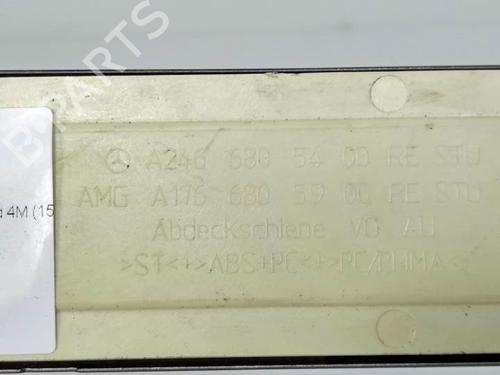 B-PARTS
A246 680 54 00 RE STU
AMG A176 680 59 00 RE STU
Abdeckschiene VO AU
>ST<+>ABS+PC<+>PC/PMMA<
4M (15